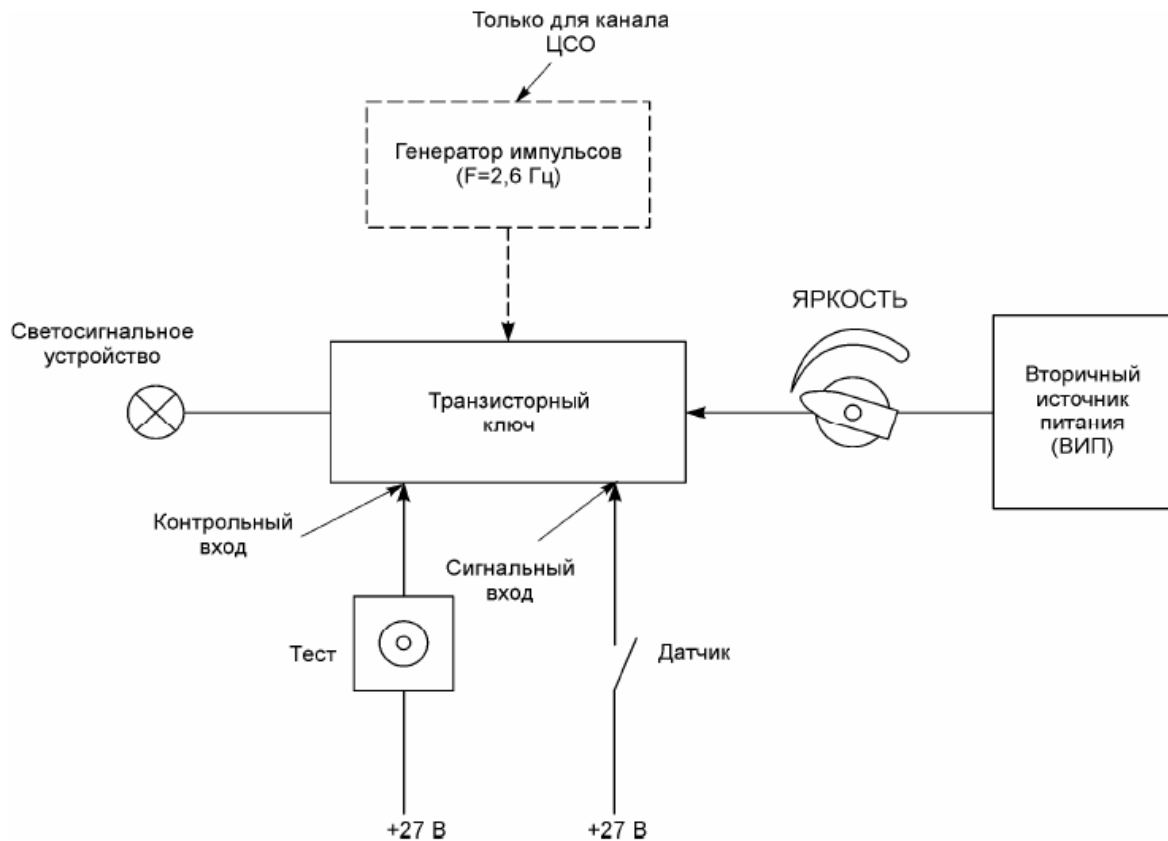 Только для канала
ЦСО
Генератор импульсов
(F=2,6 Гц)
ЯРКОСТЬ
Светосигнальное
устройство
Транзисторный
ключ
Вторичный
источник
питания
(ВИП)
Контрольный
вход
Сигнальный
вход
Тест
Датчик
+27 В
+27 В